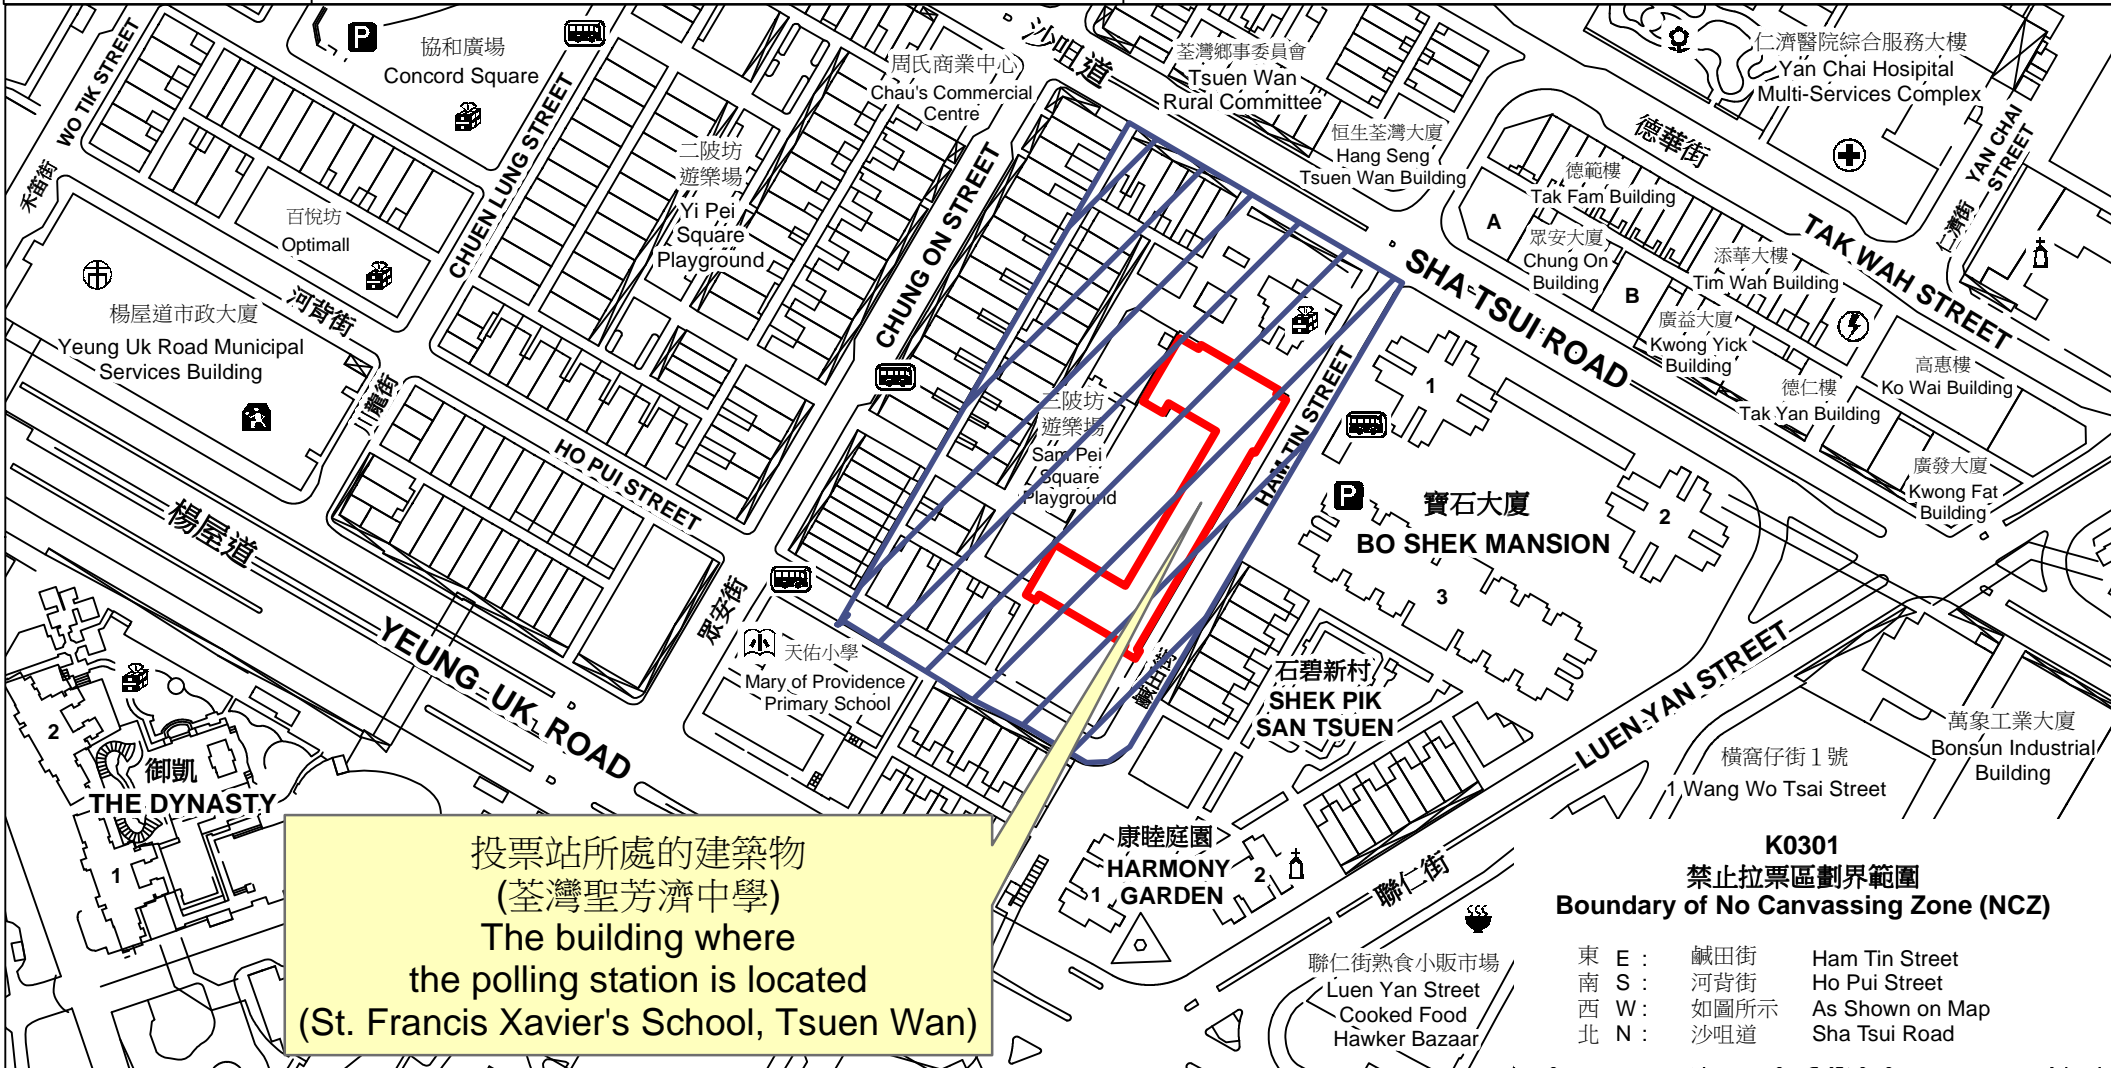 協和廣場
Concord Square
周氏商業中心
Chau's Commercial
Centre
沙咀道
荃灣鄉事委員會
Tsuen Wan
Rural Committee
仁濟醫院綜合服務大樓
Yan Chai Hosipital
Multi-Services Complex
WO TIK STREET
禾笛街
CHUEN LUNG STREET
二陂坊
遊樂場
Yi Pei
Square
Playground
CHUNG ON STREET
恒生荃灣大廈
Hang Seng
Tsuen Wan Building
德華街
TAK WAH STREET
YAN CHAI
STREET
仁濟街
德範樓
Tak Fam Building
A
眾安大廈
Chung On
Building
B
添華大樓
Tim Wah Building
百悅坊
Optimall
河背街
楊屋道市政大廈
Yeung Uk Road Municipal
Services Building
川龍街
HO PUI STREET
SHA TSUI ROAD
廣益大廈
Kwong Yick
Building
高惠樓
Ko Wai Building
德仁樓
Tak Yan Building
廣發大廈
Kwong Fat
Building
三陂坊
遊樂場
Sam Pei
Square
Playground
HAM TIN STREET
鹹田街
P
P
1
2
3
寶石大廈
BO SHEK MANSION
楊屋道
YEUNG UK ROAD
眾安街
小
天佑小學
Mary of Providence
Primary School
石碧新村
SHEK PIK
SAN TSUEN
LUEN YAN STREET
聯仁街
橫窩仔街1號
1 Wang Wo Tsai Street
萬象工業大廈
Bonsun Industrial
Building
2
御凱
THE DYNASTY
1
康睦庭園
HARMONY
GARDEN
1
2
聯仁街熟食小販市場
Luen Yan Street
Cooked Food
Hawker Bazaar
投票站所處的建築物
(荃灣聖芳濟中學)
The building where
the polling station is located
(St. Francis Xavier's School, Tsuen Wan)
K0301
禁止拉票區劃界範圍
Boundary of No Canvassing Zone (NCZ)
東 E : 鹹田街 Ham Tin Street
南 S : 河背街 Ho Pui Street
西 W : 如圖所示 As Shown on Map
北 N : 沙咀道 Sha Tsui Road